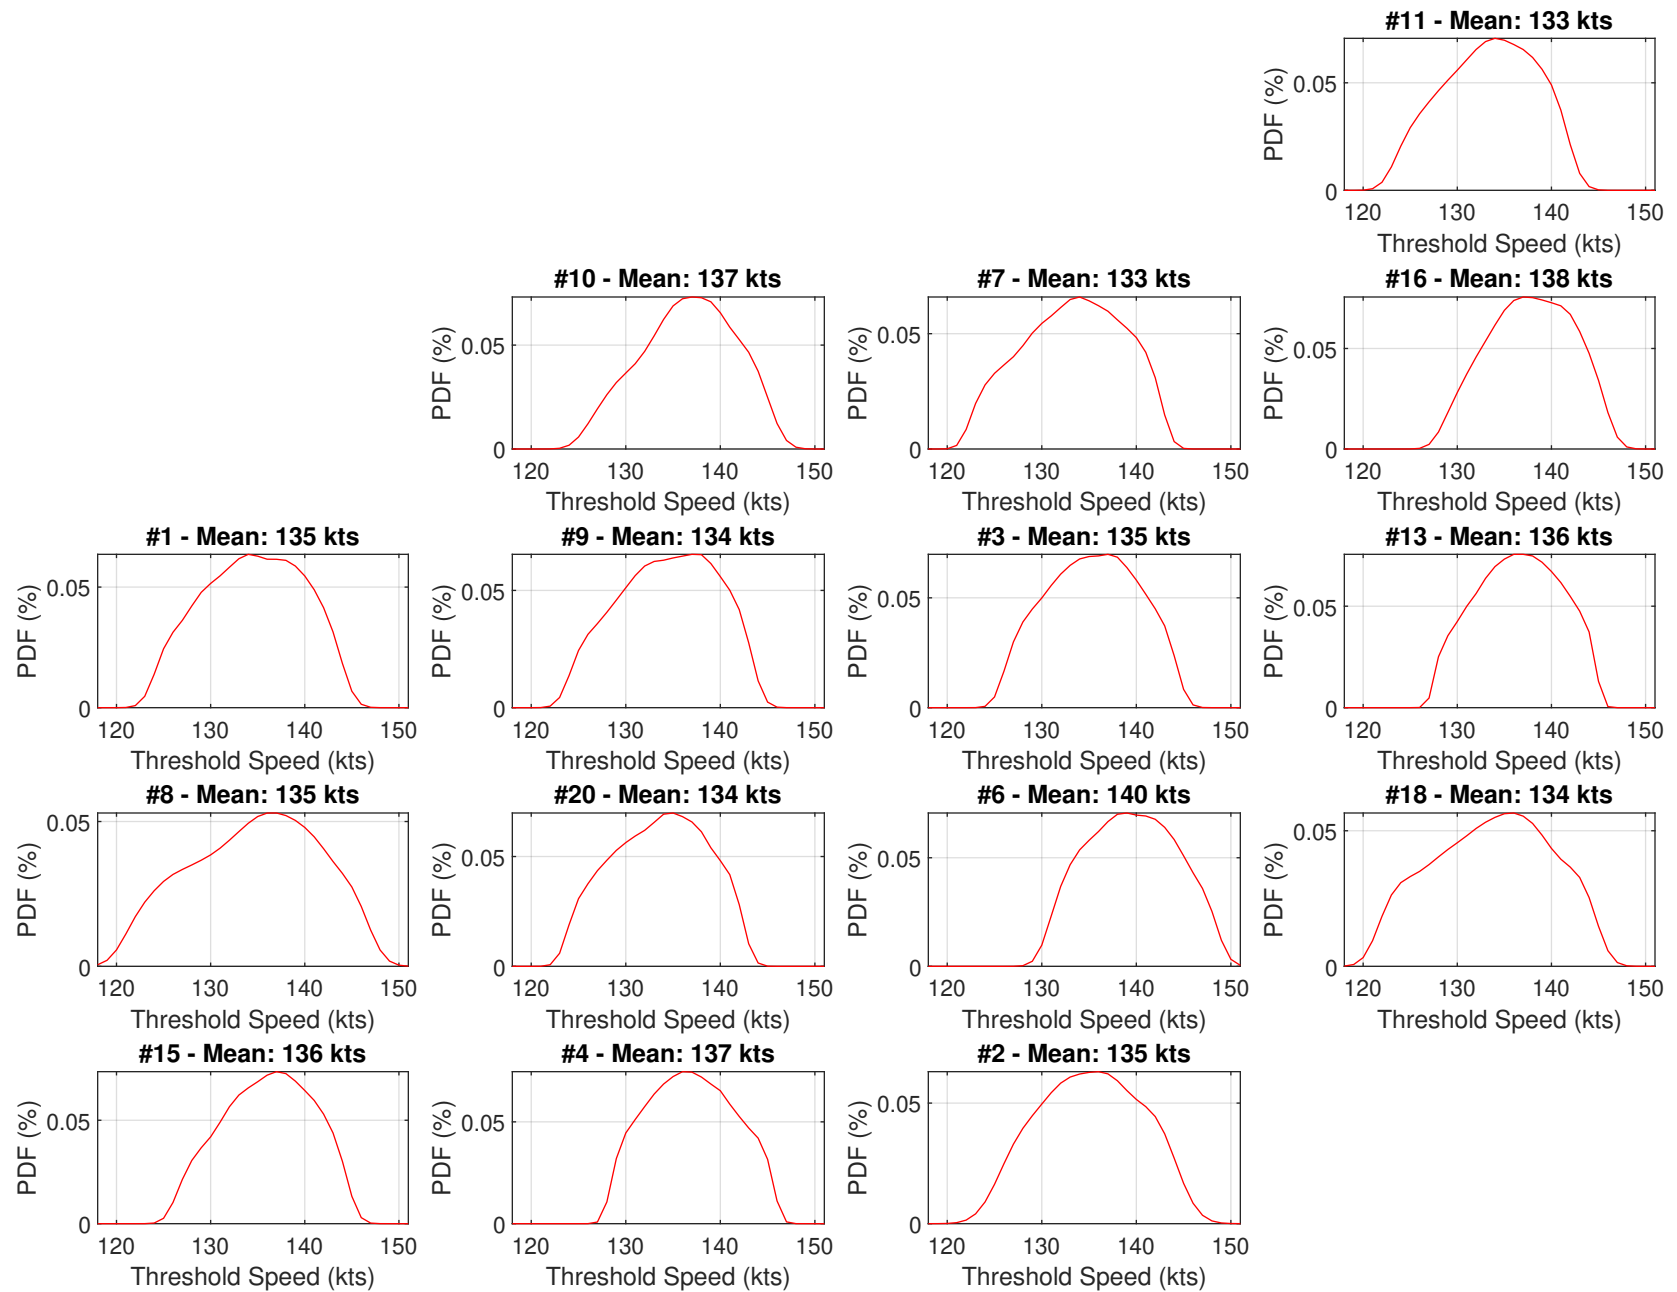 #11 - Mean: 133 kts
PDF (%)
0.05
0
120 130 140 150
Threshold Speed (kts)
#10 - Mean: 137 kts
PDF (%)
0.05
0
120 130 140 150
Threshold Speed (kts)
#7 - Mean: 133 kts
PDF (%)
0.05
0
120 130 140 150
Threshold Speed (kts)
#16 - Mean: 138 kts
PDF (%)
0.05
0
120 130 140 150
Threshold Speed (kts)
#1 - Mean: 135 kts
PDF (%)
0.05
0
120 130 140 150
Threshold Speed (kts)
#9 - Mean: 134 kts
PDF (%)
0.05
0
120 130 140 150
Threshold Speed (kts)
#3 - Mean: 135 kts
PDF (%)
0.05
0
120 130 140 150
Threshold Speed (kts)
#13 - Mean: 136 kts
PDF (%)
0.05
0
120 130 140 150
Threshold Speed (kts)
#8 - Mean: 135 kts
PDF (%)
0.05
0
120 130 140 150
Threshold Speed (kts)
#20 - Mean: 134 kts
PDF (%)
0.05
0
120 130 140 150
Threshold Speed (kts)
#6 - Mean: 140 kts
PDF (%)
0.05
0
120 130 140 150
Threshold Speed (kts)
#18 - Mean: 134 kts
PDF (%)
0.05
0
120 130 140 150
Threshold Speed (kts)
#15 - Mean: 136 kts
PDF (%)
0.05
0
120 130 140 150
Threshold Speed (kts)
#4 - Mean: 137 kts
PDF (%)
0.05
0
120 130 140 150
Threshold Speed (kts)
#2 - Mean: 135 kts
PDF (%)
0.05
0
120 130 140 150
Threshold Speed (kts)